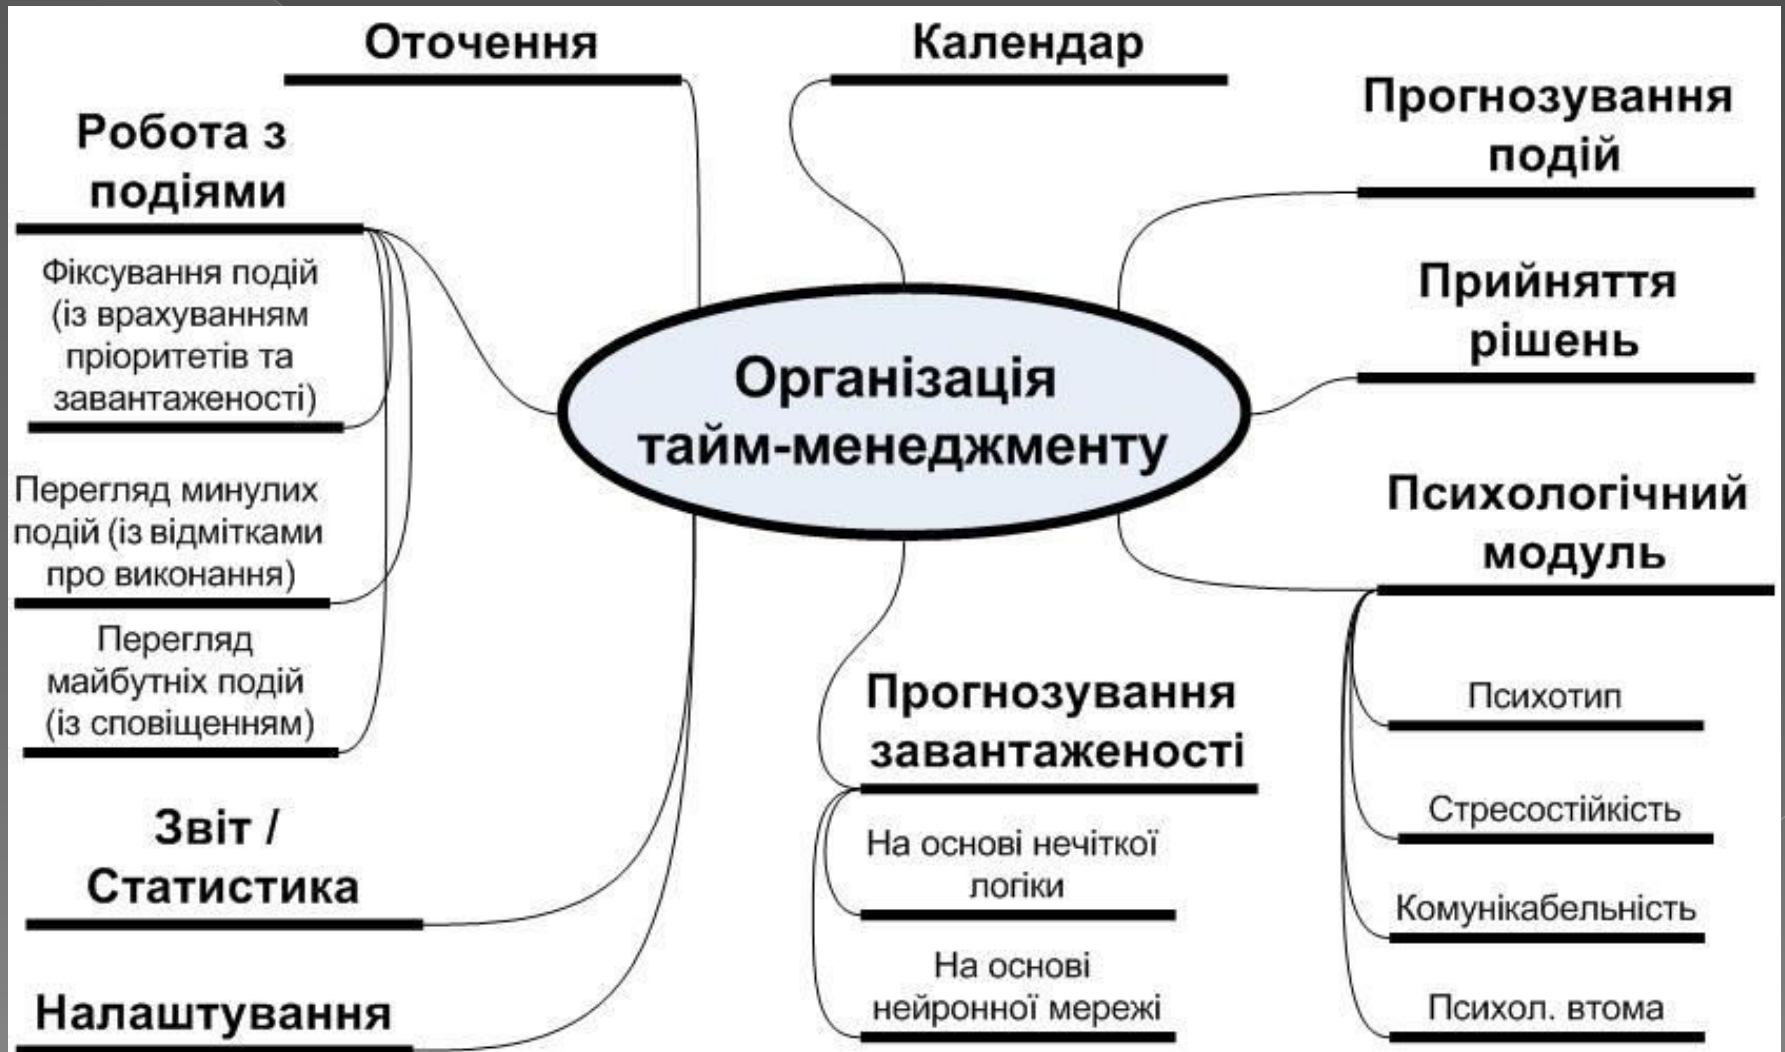 Оточення
Календар
Робота з
подіями
Фіксування подій
(із врахуванням
пріоритетів та
завантаженості)
Перегляд минулих
подій (із відмітками
про виконання)
Перегляд
майбутніх подій
(із сповіщенням)
Звіт /
Статистика
Налаштування
Організація
тайм-менеджменту
Прогнозування
завантаженості
На основі нечіткої
логіки
На основі
нейронної мережі
Прогнозування
подій
Прийняття
рішень
Психологічний
модуль
Психотип
Стресостійкість
Комунікабельність
Психол. втома